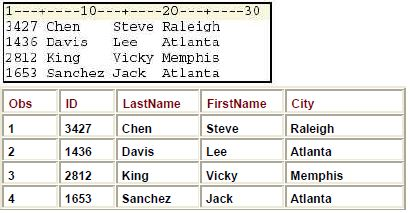 1---+----10---+----20---+----30
3427 Chen    Steve Raleigh
1436 Davis   Lee   Atlanta
2812 King    Vicky Memphis
1653 Sanchez Jack  Atlanta
Obs ID LastName FirstName City
1 3427 Chen Steve Raleigh
2 1436 Davis Lee Atlanta
3 2812 King Vicky Memphis
4 1653 Sanchez Jack Atlanta